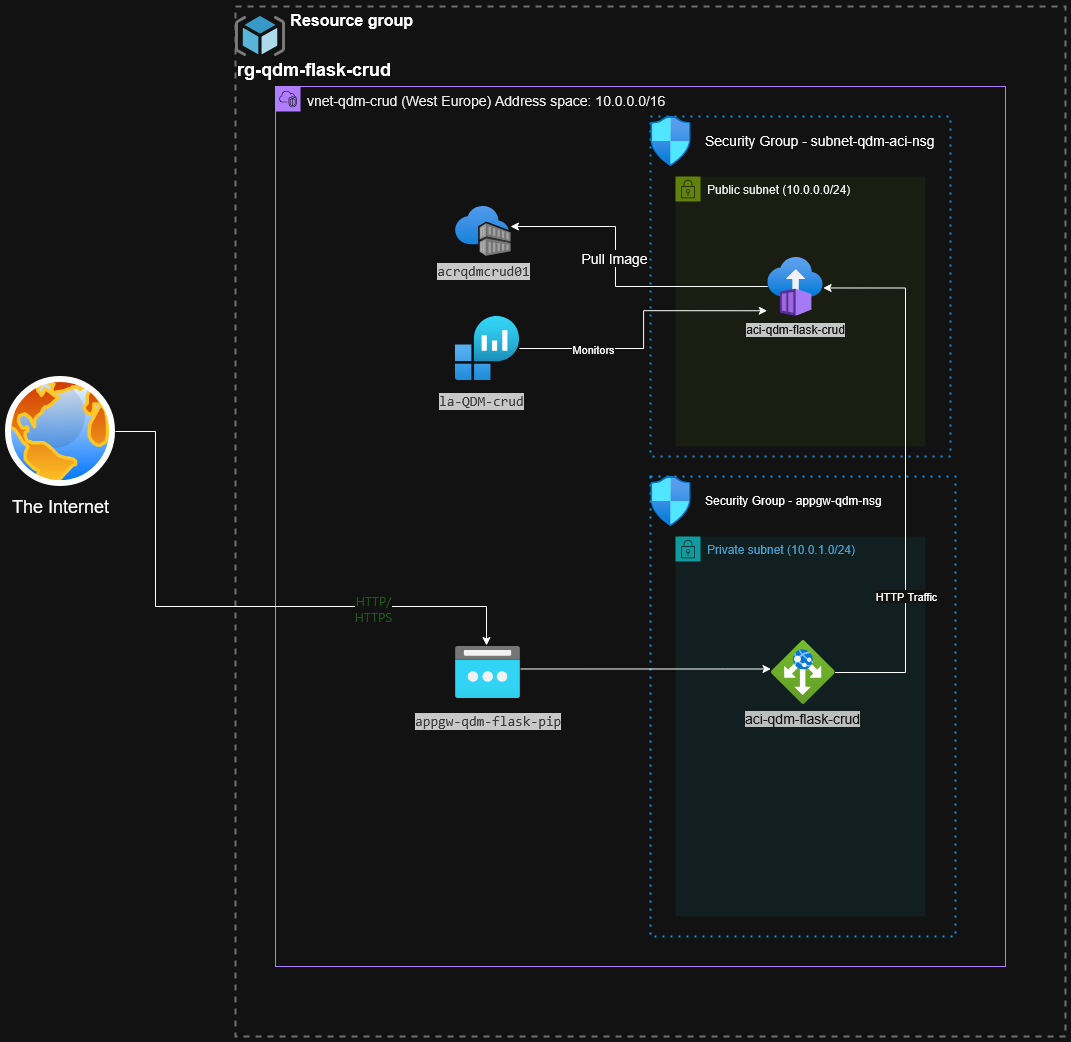 Resource group
rg-qdm-flask-crud
vnet-qdm-crud (West Europe) Address space: 10.0.0.0/16
Security Group - subnet-qdm-aci-nsg
Public subnet (10.0.0.0/24)
Pull Image
acrqdmcrud01
aci-qdm-flask-crud
Monitors
la-QDM-crud
The Internet
Security Group - appgw-qdm-nsg
Private subnet (10.0.1.0/24)
HTTP Traffic
HTTP/
HTTPS
appgw-qdm-flask-pip
aci-qdm-flask-crud